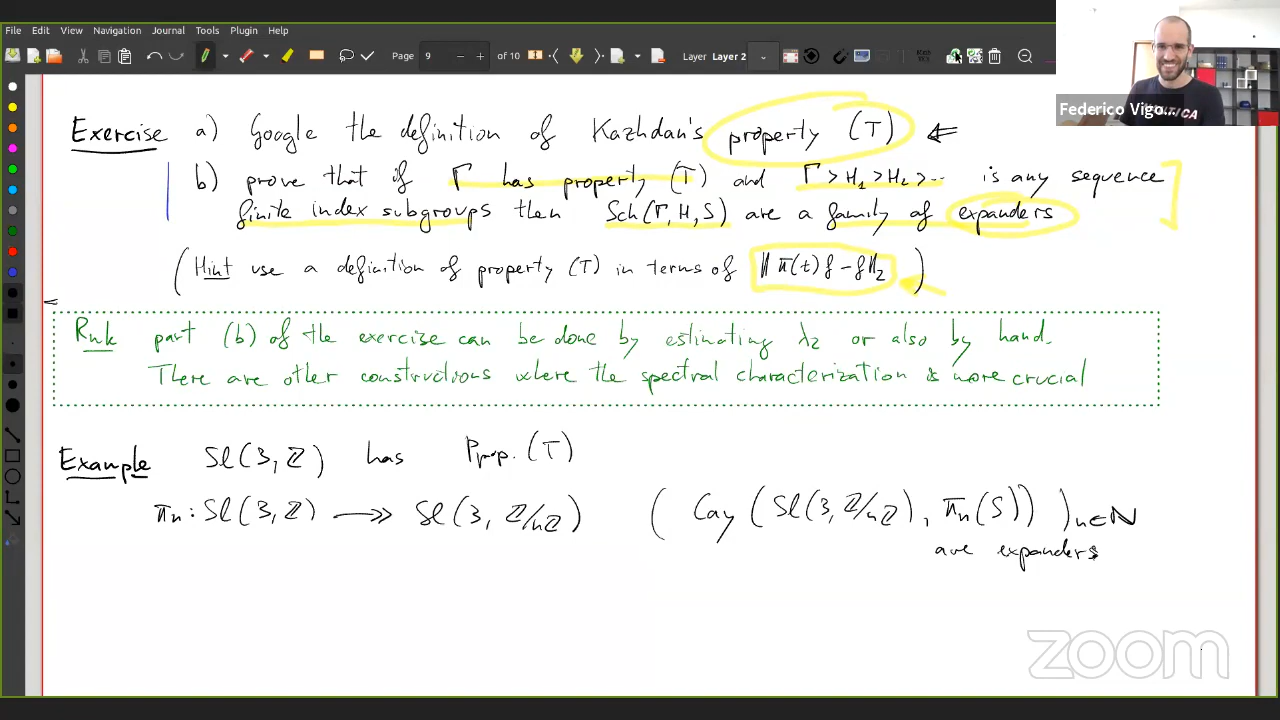 File Edit View Navigation Journal Tools Plugin Help
Page 9 of 10 Layer Layer 2
Federico Vigo...
Exercise a) Google the definition of Kazhdan's property (T) ⇐
b) prove that if Γ has property (T) and Γ > H₁ > H₂ > ... is any sequence
finite index subgroups then Sch(Γ, H, S) are a family of expanders
(Hint use a definition of property (T) in terms of ‖π(t)f - f‖₂)
Rmk part (b) of the exercise can be done by estimating λ₂ or also by hand.
There are other constructions where the spectral characterization is more crucial
Example Sl(3, ℤ) has Prop. (T)
πₙ: Sl(3, ℤ) ↠ Sl(3, ℤ/nℤ) (Cay(Sl(3, ℤ/nℤ), πₙ(S)))n∈ℕ
are expanders
zoom